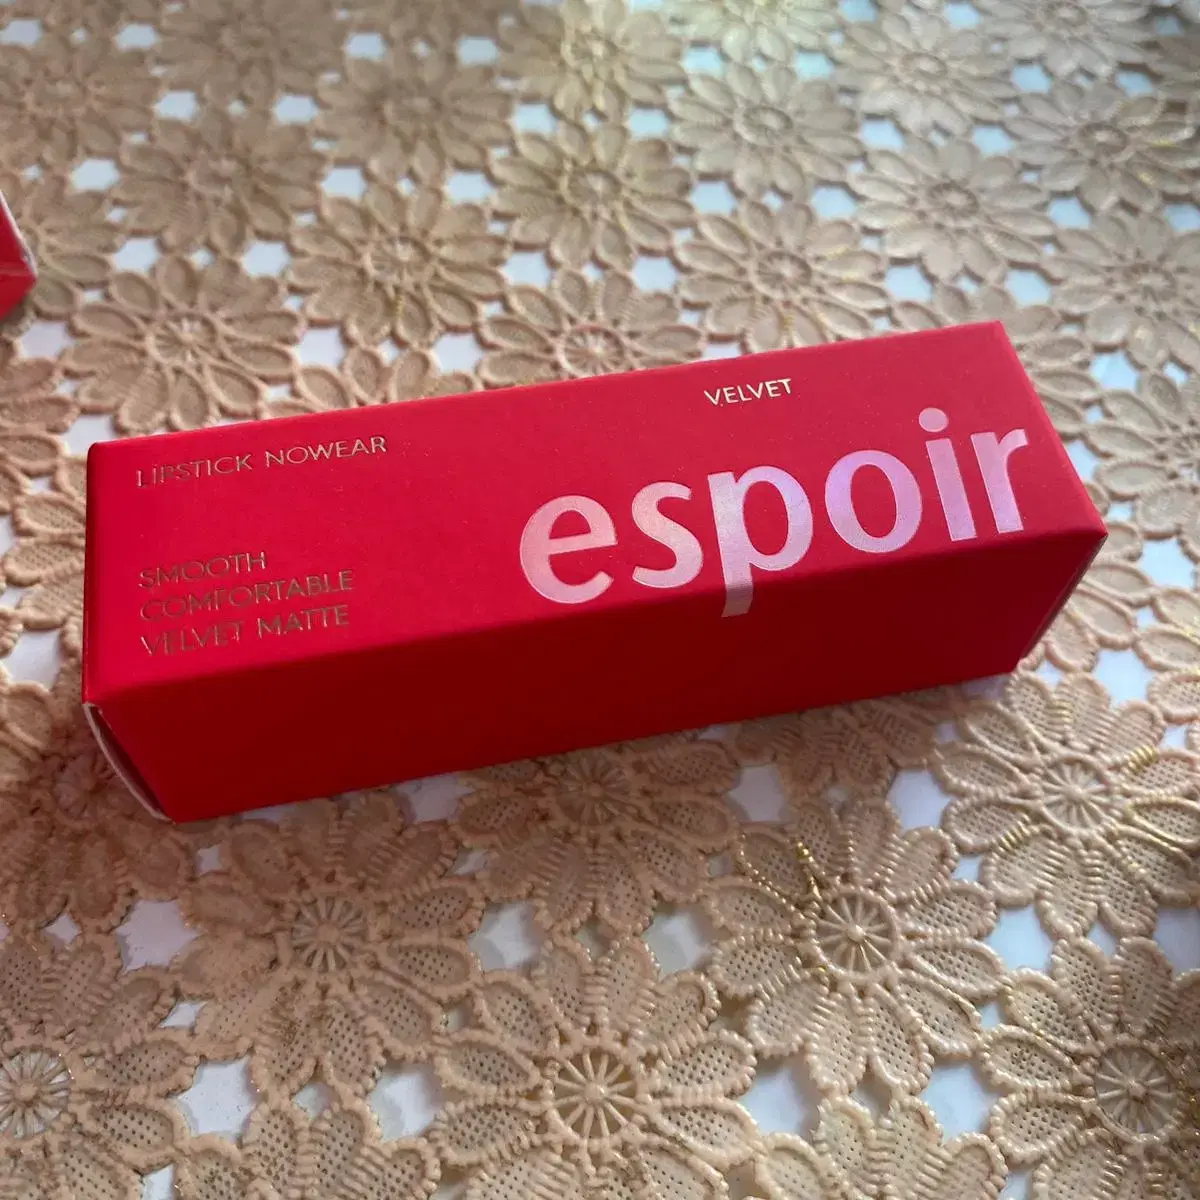 LIPSTICK NOWEAR
VELVET
espoir
SMOOTH
COMFORTABLE
VELVET MATTE